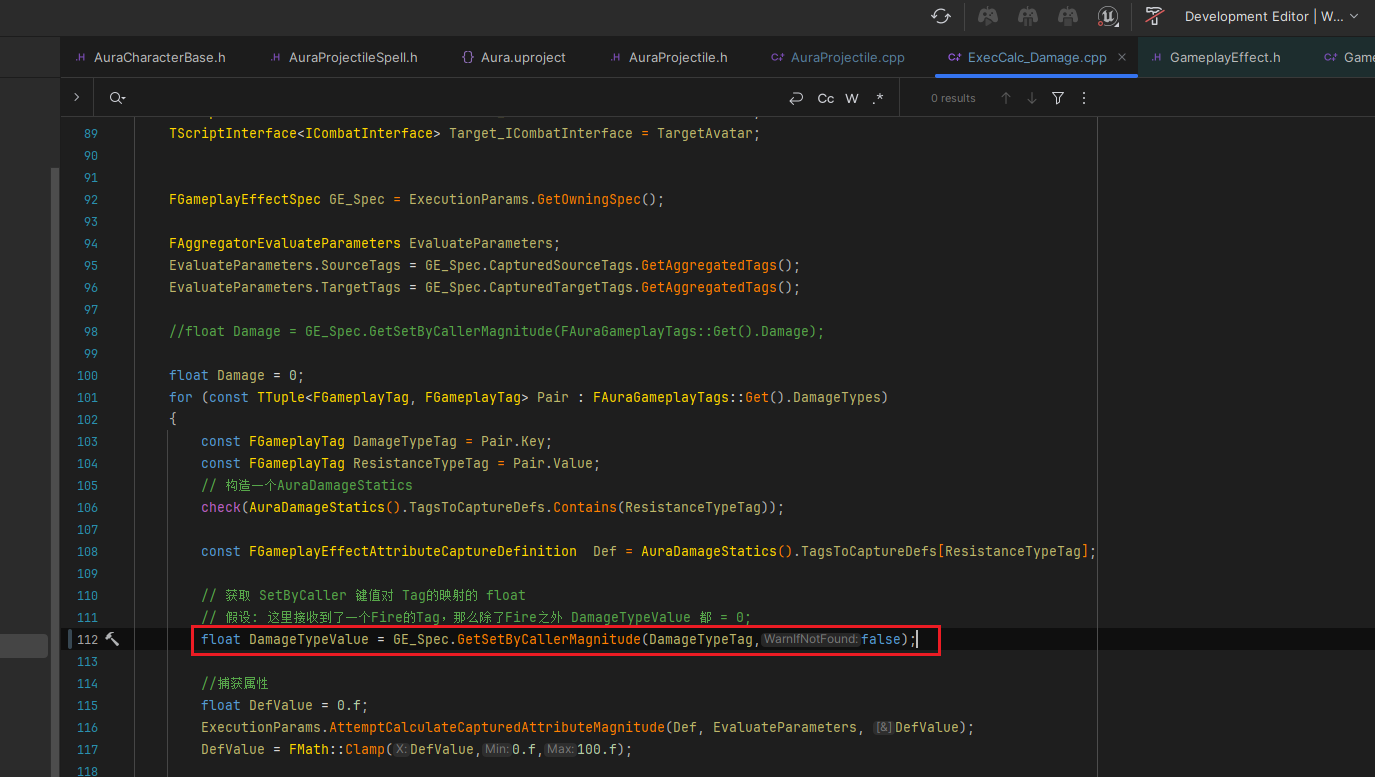 Development Editor | W...
AuraCharacterBase.h
AuraProjectileSpell.h
Aura.uproject
AuraProjectile.h
AuraProjectile.cpp
ExecCalc_Damage.cpp
GameplayEffect.h
Game
Cc W .* 0 results
89 TScriptInterface<ICombatInterface> Target_ICombatInterface = TargetAvatar;
90
91
92 FGameplayEffectSpec GE_Spec = ExecutionParams.GetOwningSpec();
93
94 FAggregatorEvaluateParameters EvaluateParameters;
95 EvaluateParameters.SourceTags = GE_Spec.CapturedSourceTags.GetAggregatedTags();
96 EvaluateParameters.TargetTags = GE_Spec.CapturedTargetTags.GetAggregatedTags();
97
98 //float Damage = GE_Spec.GetSetByCallerMagnitude(FAuraGameplayTags::Get().Damage);
99
100 float Damage = 0;
101 for (const TTuple<FGameplayTag, FGameplayTag> Pair : FAuraGameplayTags::Get().DamageTypes)
102 {
103 const FGameplayTag DamageTypeTag = Pair.Key;
104 const FGameplayTag ResistanceTypeTag = Pair.Value;
105 // 构造一个AuraDamageStatics
106 check(AuraDamageStatics().TagsToCaptureDefs.Contains(ResistanceTypeTag));
107
108 const FGameplayEffectAttributeCaptureDefinition Def = AuraDamageStatics().TagsToCaptureDefs[ResistanceTypeTag];
109
110 // 获取 SetByCaller 键值对 Tag的映射的 float
111 // 假设: 这里接收到了一个Fire的Tag，那么除了Fire之外 DamageTypeValue 都 = 0;
112 float DamageTypeValue = GE_Spec.GetSetByCallerMagnitude(DamageTypeTag, WarnIfNotFound: false);
113
114 //捕获属性
115 float DefValue = 0.f;
116 ExecutionParams.AttemptCalculateCapturedAttributeMagnitude(Def, EvaluateParameters, [&]DefValue);
117 DefValue = FMath::Clamp(X:DefValue, Min:0.f, Max:100.f);
118